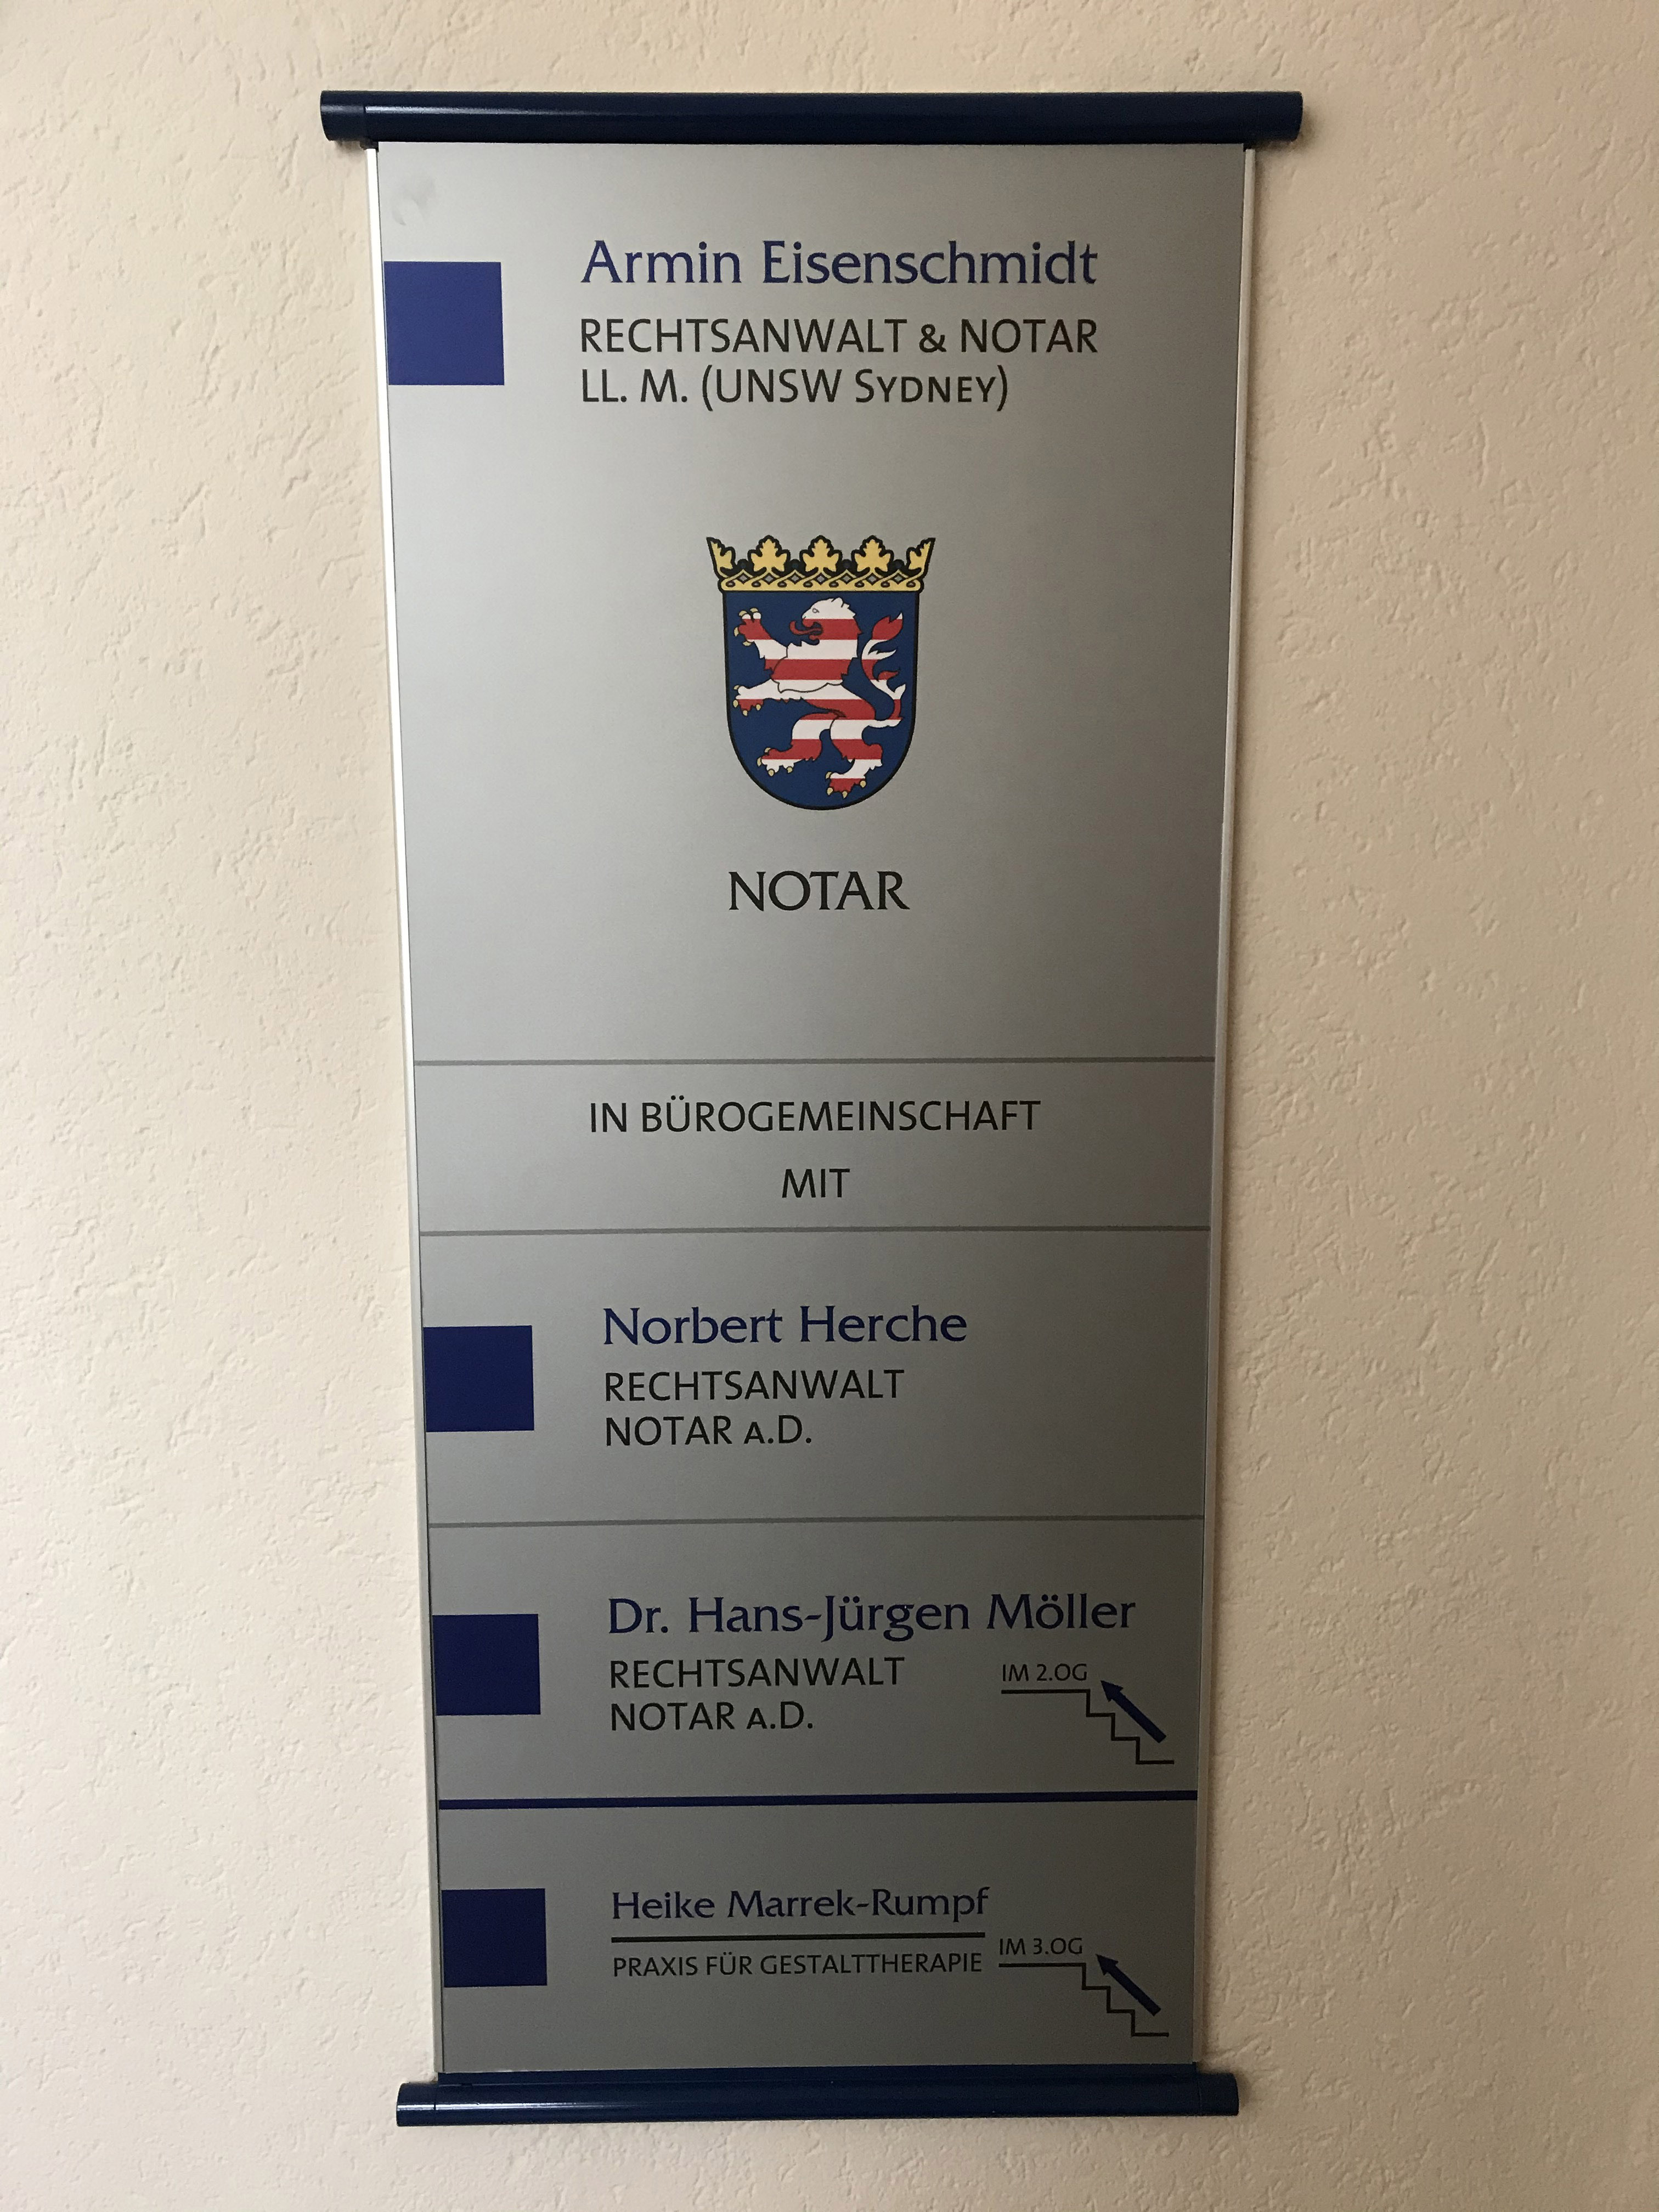 Armin Eisenschmidt
RECHTSANWALT & NOTAR
LL. M. (UNSW SYDNEY)
NOTAR
IN BÜROGEMEINSCHAFT
MIT
Norbert Herche
RECHTSANWALT
NOTAR A.D.
Dr. Hans-Jürgen Möller
RECHTSANWALT
NOTAR A.D.
IM 2.OG
Heike Marrek-Rumpf
PRAXIS FÜR GESTALTTHERAPIE
IM 3.OG